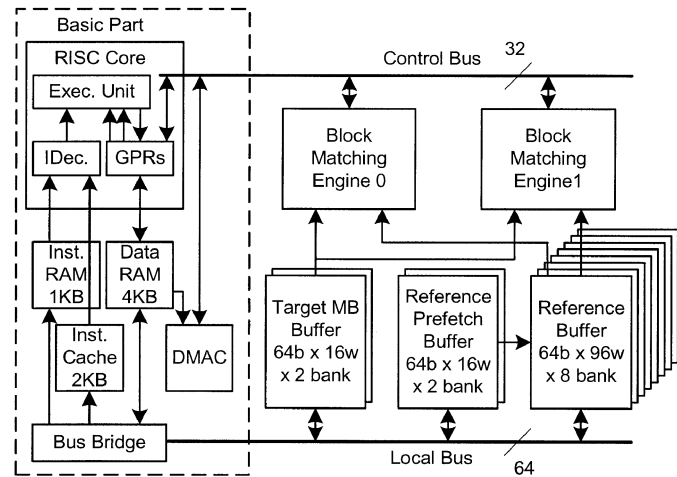 Basic Part
RISC Core
Exec. Unit
IDec.
GPRs
Inst.
RAM
1KB
Data
RAM
4KB
Inst.
Cache
2KB
DMAC
Bus Bridge
Control Bus
32
Block
Matching
Engine 0
Block
Matching
Engine1
Target MB
Buffer
64b x 16w
x 2 bank
Reference
Prefetch
Buffer
64b x 16w
x 2 bank
Reference
Buffer
64b x 96w
x 8 bank
Local Bus
64